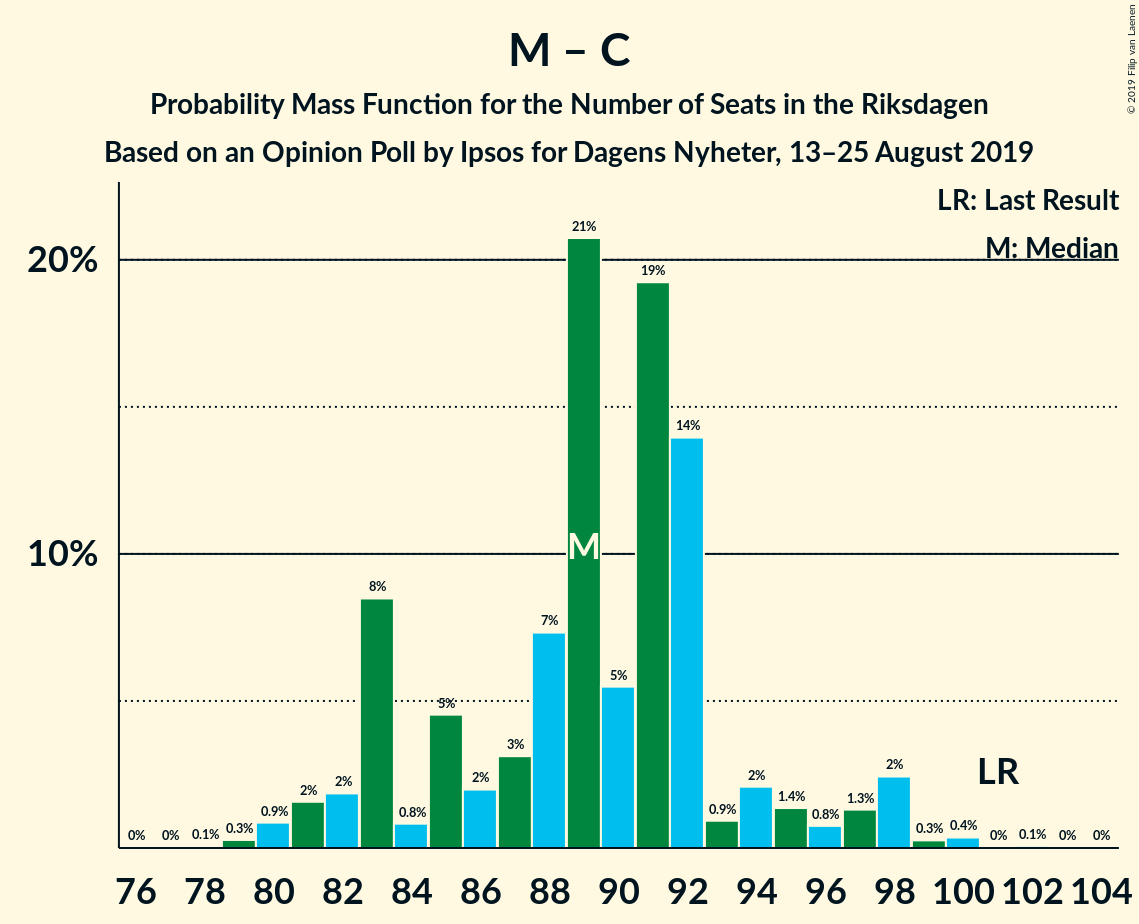 M – C
Probability Mass Function for the Number of Seats in the Riksdagen
Based on an Opinion Poll by Ipsos for Dagens Nyheter, 13–25 August 2019
© 2019 Filip van Laenen
LR: Last Result
M: Median
20%
10%
0% 0% 0.1% 0.3% 0.9% 2% 2% 8% 0.8% 5% 2% 3% 7% 21% 5% 19% 14% 0.9% 2% 1.4% 0.8% 1.3% 2% 0.3% 0.4% 0% 0.1% 0% 0%
M
LR
76 78 80 82 84 86 88 90 92 94 96 98 100 102 104